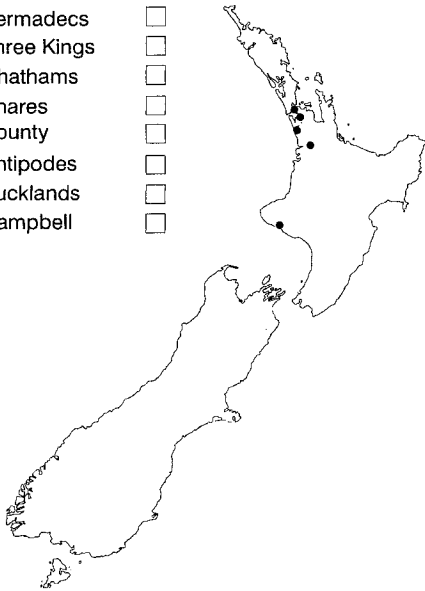 ermadecs
hree Kings
hathams
nares
ounty
ntipodes
ucklands
ampbell